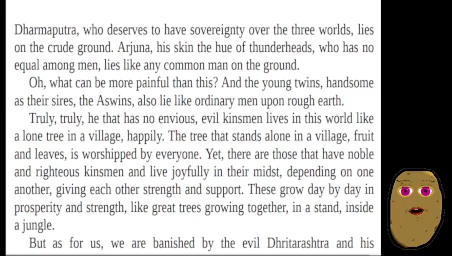 Dharmaputra, who deserves to have sovereignty over the three worlds, lies
on the crude ground. Arjuna, his skin the hue of thunderheads, who has no
equal among men, lies like any common man on the ground.
Oh, what can be more painful than this? And the young twins, handsome
as their sires, the Aswins, also lie like ordinary men upon rough earth.
Truly, truly, he that has no envious, evil kinsmen lives in this world like
a lone tree in a village, happily. The tree that stands alone in a village, fruit
and leaves, is worshipped by everyone. Yet, there are those that have noble
and righteous kinsmen and live joyfully in their midst, depending on one
another, giving each other strength and support. These grow day by day in
prosperity and strength, like great trees growing together, in a stand, inside
a jungle.
But as for us, we are banished by the evil Dhritarashtra and his